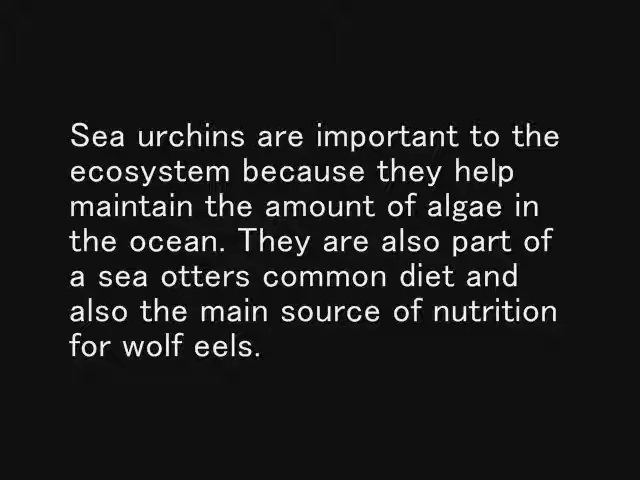 Sea urchins are important to the
ecosystem because they help
maintain the amount of algae in
the ocean. They are also part of
a sea otters common diet and
also the main source of nutrition
for wolf eels.